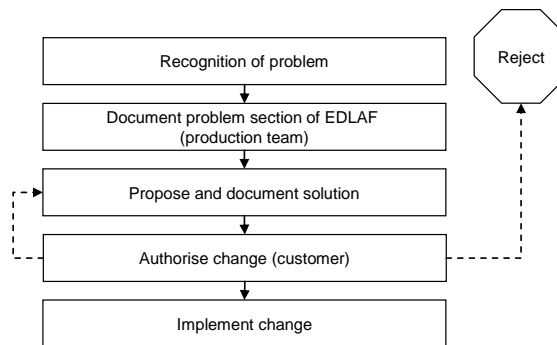 Recognition of problem
Reject
Document problem section of EDLAF
(production team)
Propose and document solution
Authorise change (customer)
Implement change